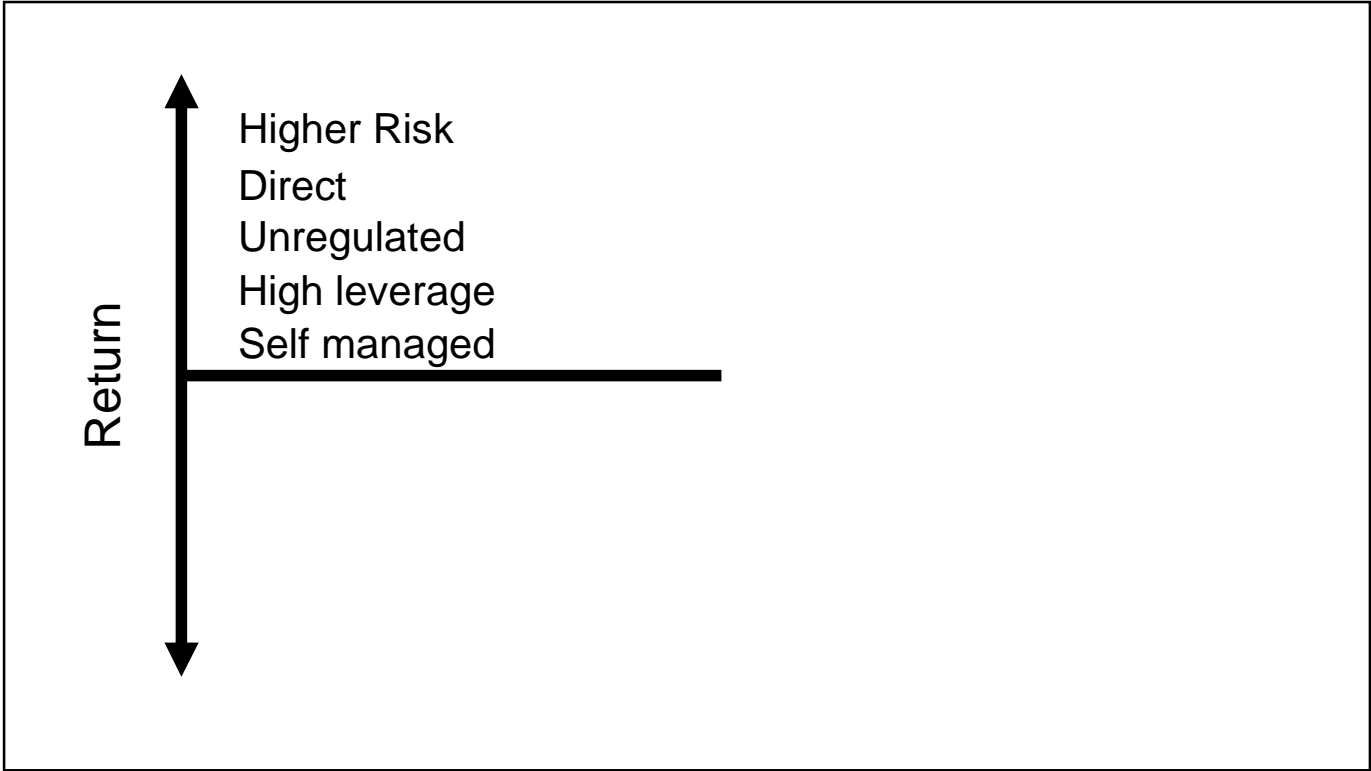 Higher Risk
Direct
Unregulated
High leverage
Self managed
Return